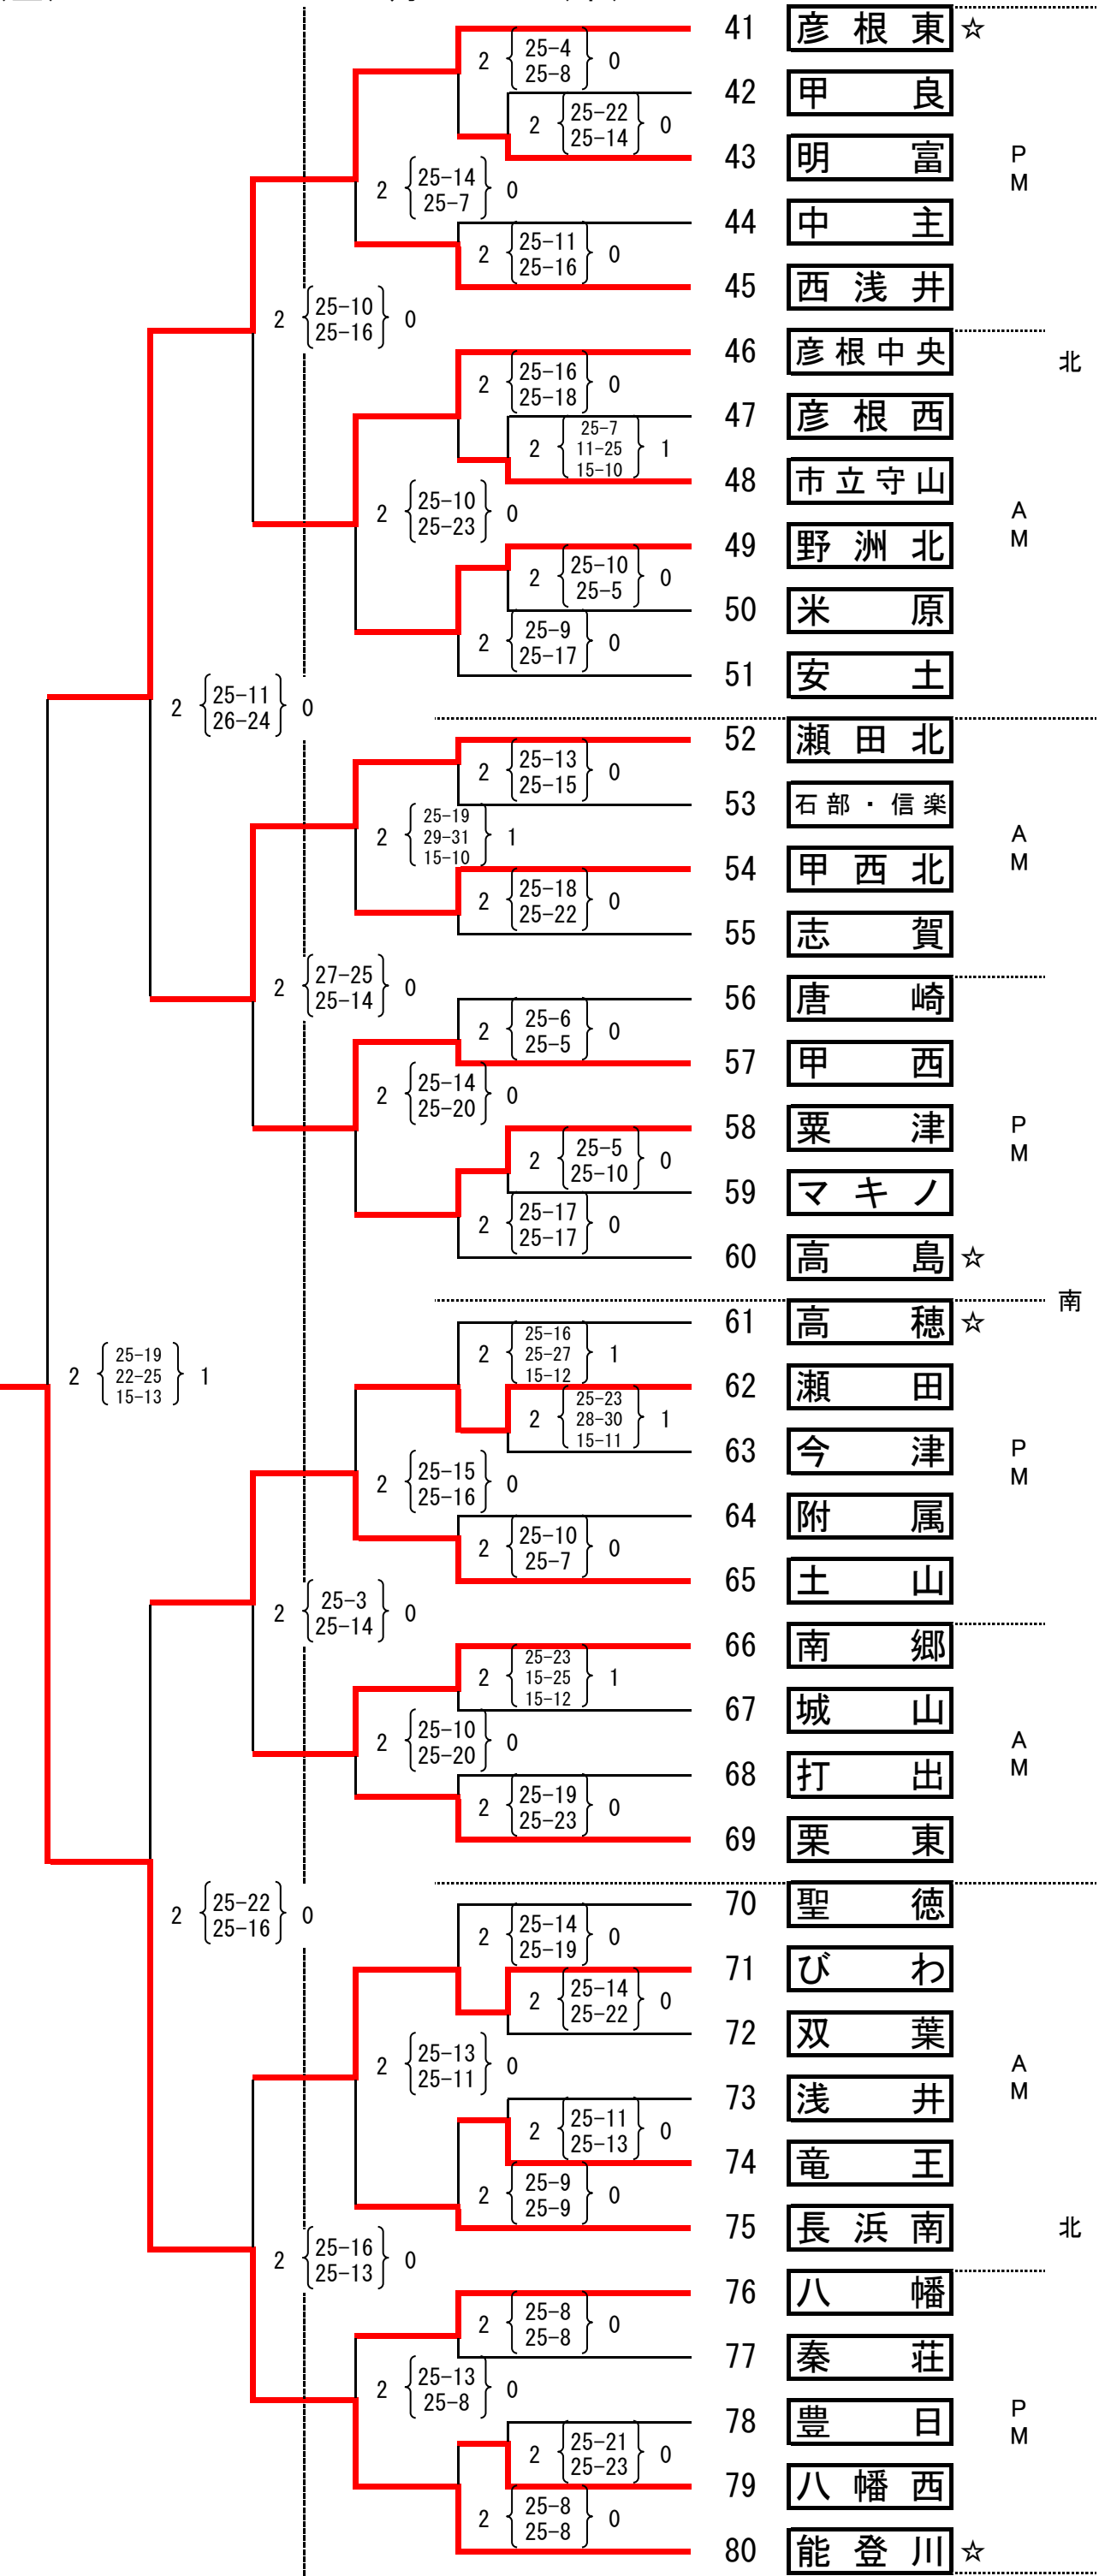 41 彦根東 ☆
2 25-4 0
25-8
42 甲良
2 25-22 0
25-14
43 明富
PM
2 25-14 0
25-7
44 中主
2 25-11 0
25-16
45 西浅井
2 25-10 0
25-16
46 彦根中央
北
2 25-16 0
25-18
47 彦根西
2 25-7 1
11-25
15-10
48 市立守山
AM
2 25-10 0
25-23
49 野洲北
2 25-10 0
25-5
50 米原
2 25-9 0
25-17
51 安土
2 25-11 0
26-24
52 瀬田北
2 25-13 0
25-15
53 石部・信楽
2 25-19 1
29-31
15-10
AM
54 甲西北
2 25-18 0
25-22
55 志賀
2 27-25 0
25-14
56 唐崎
2 25-6 0
25-5
57 甲西
2 25-14 0
25-20
58 粟津
PM
2 25-5 0
25-10
59 マキノ
2 25-17 0
25-17
60 高島 ☆
南
61 高穂 ☆
2 25-16 1
25-27
15-12
2 25-19 1
22-25
15-13
62 瀬田
2 25-23 1
28-30
15-11
63 今津
PM
2 25-15 0
25-16
64 附属
2 25-10 0
25-7
65 土山
2 25-3 0
25-14
66 南郷
2 25-23 1
15-25
15-12
67 城山
2 25-10 0
25-20
AM
68 打出
2 25-19 0
25-23
69 栗東
2 25-22 0
25-16
70 聖徳
2 25-14 0
25-19
71 びわ
2 25-14 0
25-22
72 双葉
2 25-13 0
25-11
AM
73 浅井
2 25-11 0
25-13
74 竜王
2 25-9 0
25-9
75 長浜南
北
2 25-16 0
25-13
76 八幡
2 25-8 0
25-8
77 秦荘
2 25-13 0
25-8
78 豊日
PM
2 25-21 0
25-23
79 八幡西
2 25-8 0
25-8
80 能登川 ☆